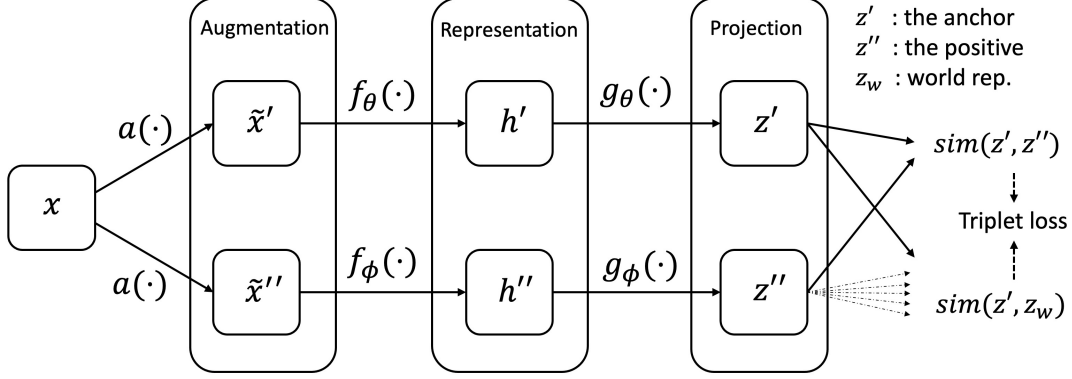 Augmentation
Representation
Projection
z′ : the anchor
z′′ : the positive
z_w : world rep.
a(·)
x̃′
f_θ(·)
h′
g_θ(·)
z′
sim(z′, z′′)
x
Triplet loss
a(·)
x̃′′
f_ϕ(·)
h′′
g_ϕ(·)
z′′
sim(z′, z_w)